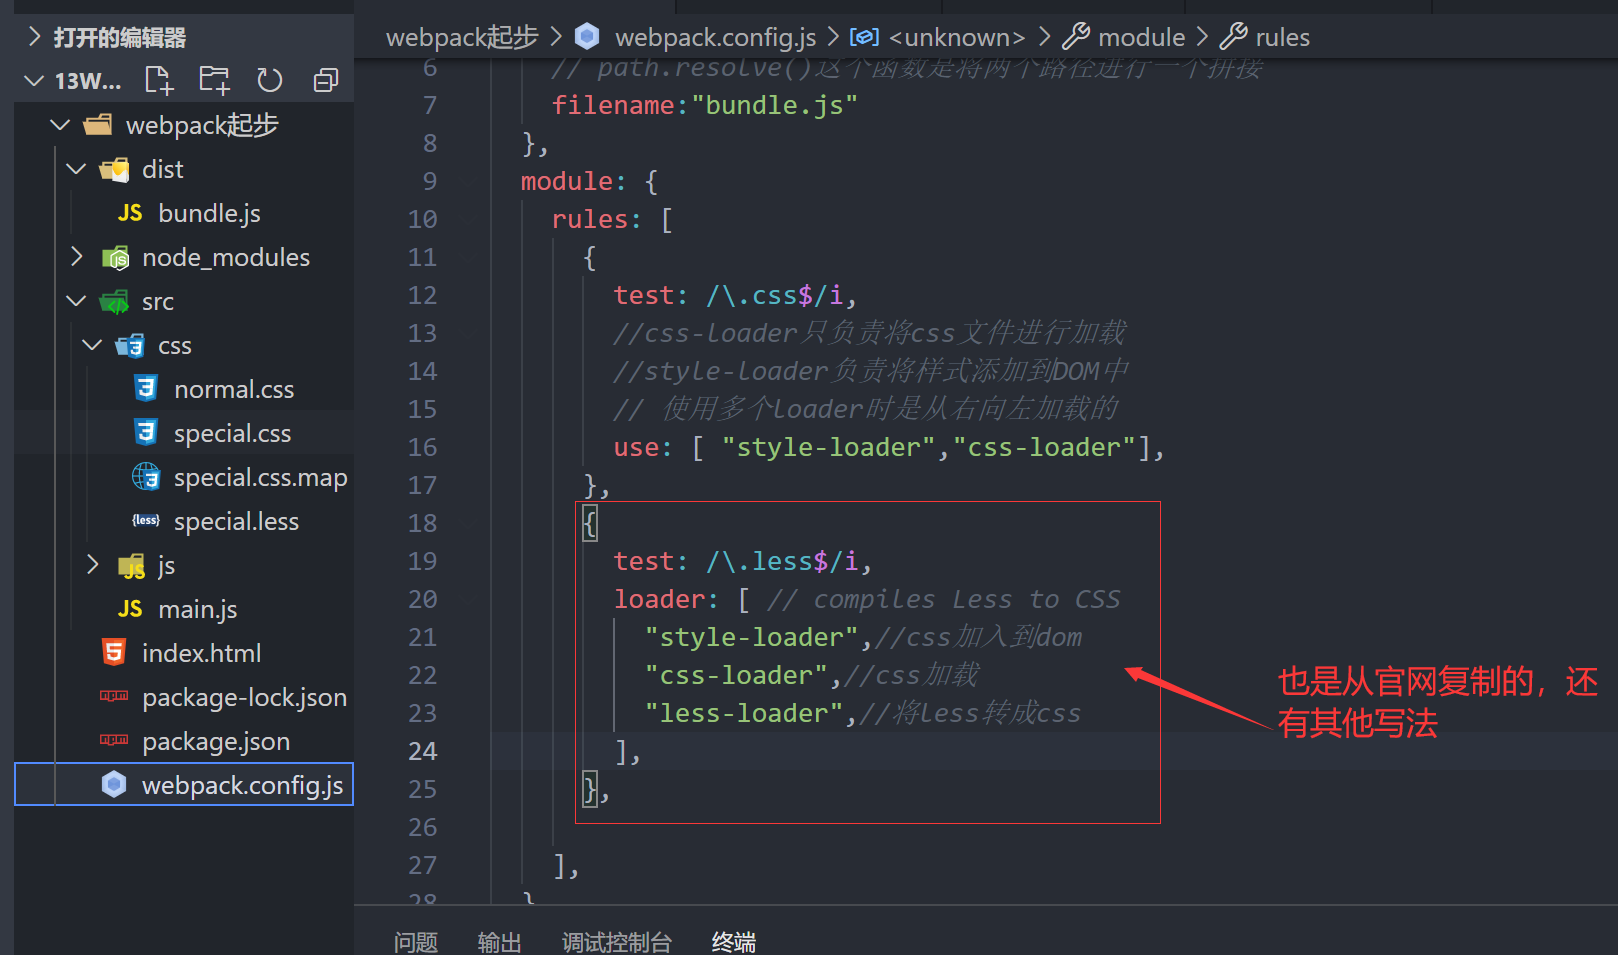 打开的编辑器
13W...
webpack起步
dist
JS bundle.js
node_modules
src
css
normal.css
special.css
special.css.map
{less} special.less
js
JS main.js
index.html
package-lock.json
package.json
webpack.config.js
webpack起步 > webpack.config.js > <unknown> > module > rules
6 // path.resolve()这个函数是将两个路径进行一个拼接
7 filename:"bundle.js"
8 },
9 module: {
10 rules: [
11 {
12 test: /\.css$/i,
13 //css-loader只负责将css文件进行加载
14 //style-loader负责将样式添加到DOM中
15 // 使用多个loader时是从右向左加载的
16 use: [ "style-loader","css-loader"],
17 },
18 {
19 test: /\.less$/i,
20 loader: [ // compiles Less to CSS
21 "style-loader",//css加入到dom
22 "css-loader",//css加载
23 "less-loader",//将less转成css
24 ],
25 },
26
27 ],
28 }
也是从官网复制的，还
有其他写法
问题 输出 调试控制台 终端